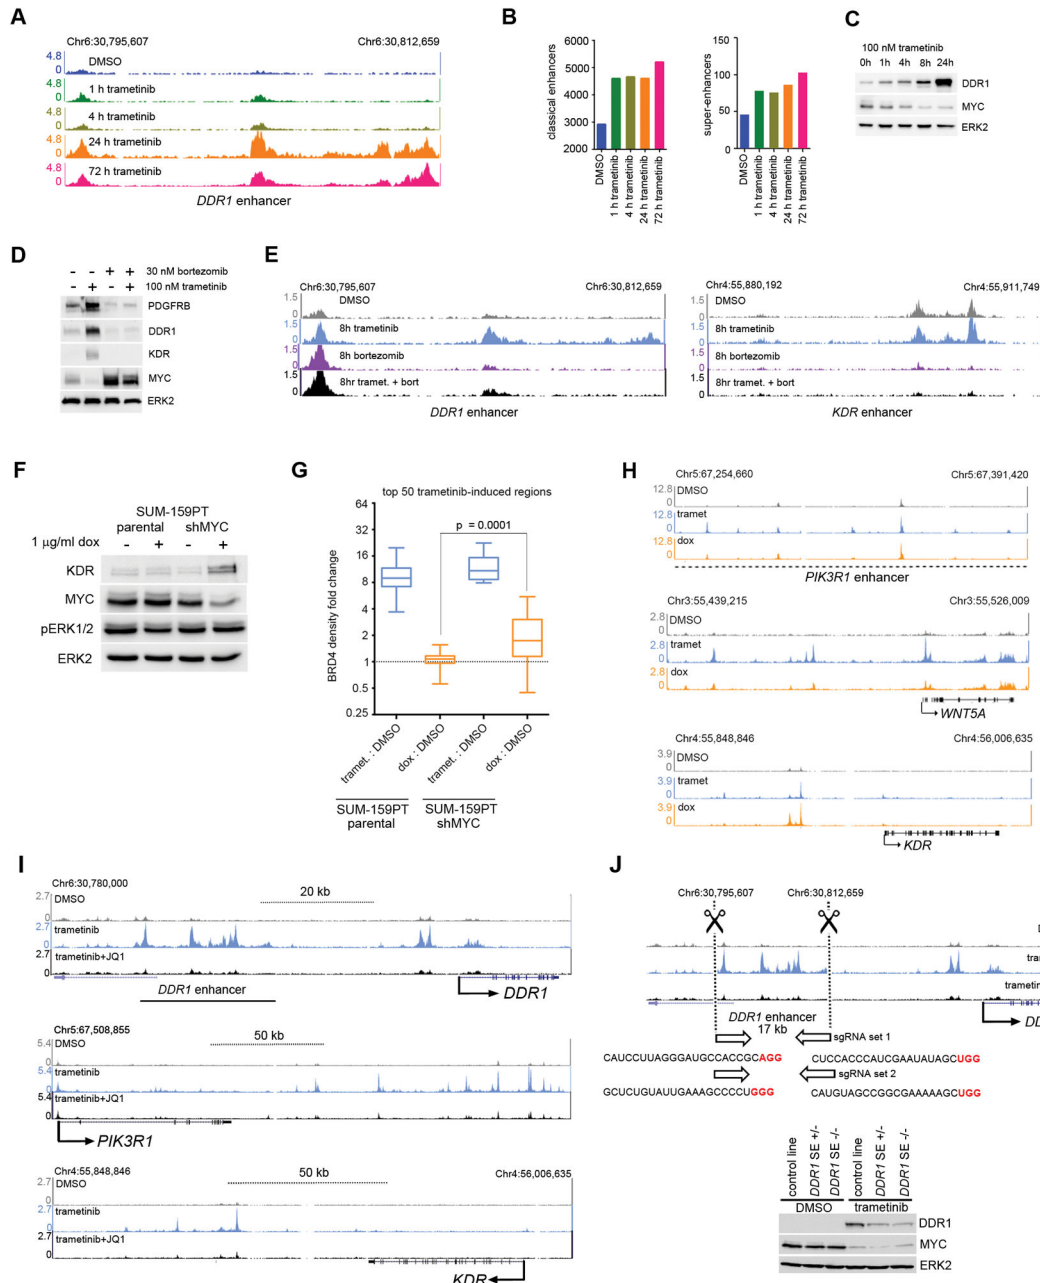 A
Chr6:30,795,607 Chr6:30,812,659
4.8
0
DMSO
4.8
0
1 h trametinib
4.8
0
4 h trametinib
4.8
0
24 h trametinib
4.8
0
72 h trametinib
DDR1 enhancer
B
classical enhancers
6000
5000
4000
3000
2000
DMSO
1 h trametinib
4 h trametinib
24 h trametinib
72 h trametinib
super-enhancers
150
100
50
0
DMSO
1 h trametinib
4 h trametinib
24 h trametinib
72 h trametinib
C
100 nM trametinib
0h 1h 4h 8h 24h
DDR1
MYC
ERK2
D
- - + + 30 nM bortezomib
- + - + 100 nM trametinib
PDGFRB
DDR1
KDR
MYC
ERK2
E
Chr6:30,795,607 Chr6:30,812,659
1.5
0
DMSO
1.5
0
8h trametinib
1.5
0
8h bortezomib
1.5
0
8hr tramet. + bort
DDR1 enhancer
Chr4:55,880,192 Chr4:55,911,749
1.5
0
DMSO
1.5
0
8h trametinib
1.5
0
8h bortezomib
1.5
0
8hr tramet. + bort
KDR enhancer
F
SUM-159PT
parental shMYC
1 µg/ml dox - + - +
KDR
MYC
pERK1/2
ERK2
G
top 50 trametinib-induced regions
p = 0.0001
BRD4 density fold change
64
32
16
8
4
2
1
0.5
0.25
tramet. : DMSO
dox : DMSO
tramet. : DMSO
dox : DMSO
SUM-159PT
parental
SUM-159PT
shMYC
H
Chr5:67,254,660 Chr5:67,391,420
12.8
0
DMSO
12.8
0
tramet
12.8
0
dox
PIK3R1 enhancer
Chr3:55,439,215 Chr3:55,526,009
2.8
0
DMSO
2.8
0
tramet
2.8
0
dox
WNT5A
Chr4:55,848,846 Chr4:56,006,635
3.9
0
DMSO
3.9
0
tramet
3.9
0
dox
KDR
I
Chr6:30,780,000
20 kb
2.7
0
DMSO
2.7
0
trametinib
2.7
0
trametinib+JQ1
DDR1 enhancer
DDR1
Chr5:67,508,855
50 kb
5.4
0
DMSO
5.4
0
trametinib
5.4
0
trametinib+JQ1
PIK3R1
Chr4:55,848,846 Chr4:56,006,635
50 kb
2.7
0
DMSO
2.7
0
trametinib
2.7
0
trametinib+JQ1
KDR
J
Chr6:30,795,607 Chr6:30,812,659
D
tra
trametin
DD
DDR1 enhancer
17 kb
sgRNA set 1
CAUCCUUAGGGAUGCCACCGCAGG CUCCACCCAUCGAAUAUAGCUGG
sgRNA set 2
GCUCUGUAUUGAAAGCCCCUGGG CAUGUAGCCGGCGAAAAAGCUGG
control line
DDR1 SE +/-
DDR1 SE -/-
control line
DDR1 SE +/-
DDR1 SE -/-
DMSO trametinib
DDR1
MYC
ERK2